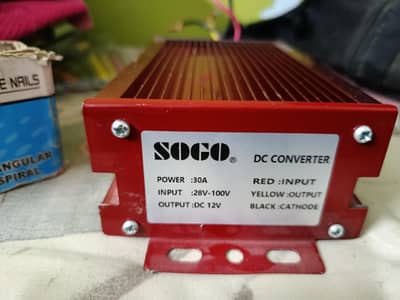 E NAILS
ANGULAR
SPIRAL
SOGO®
DC CONVERTER
POWER :30A
INPUT :28V-100V
OUTPUT :DC 12V
RED :INPUT
YELLOW :OUTPUT
BLACK :CATHODE